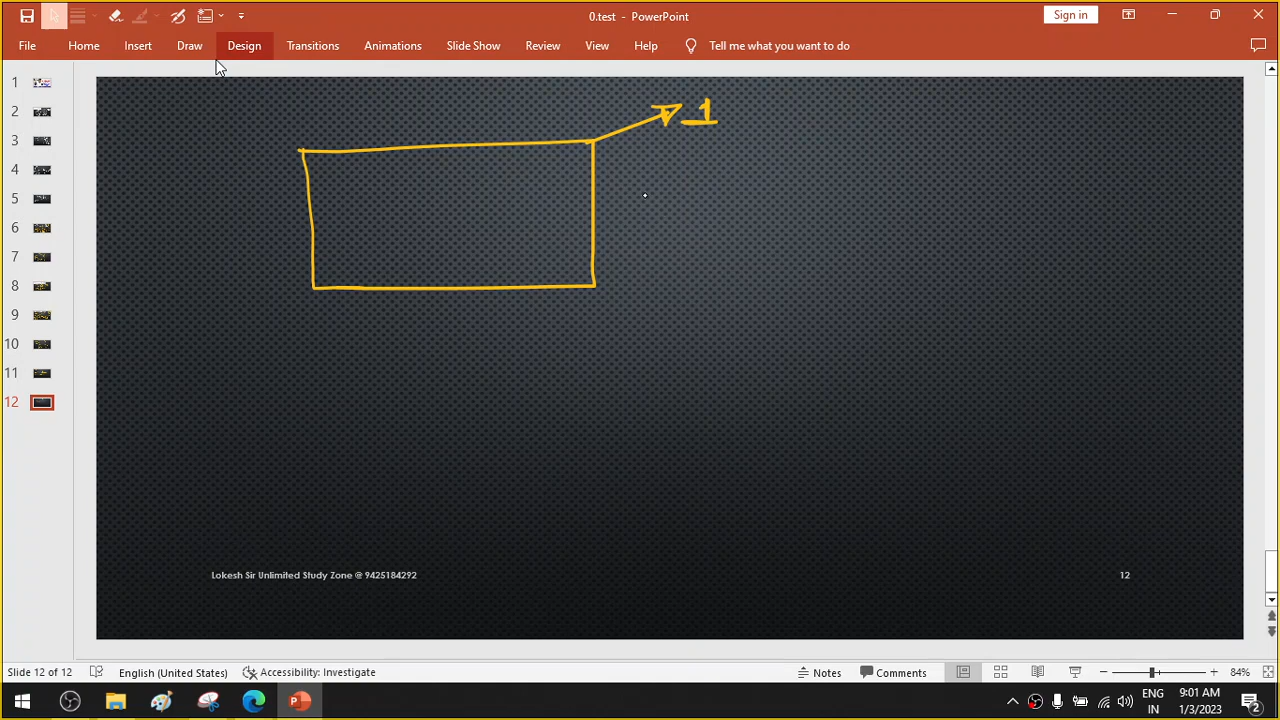 0.test - PowerPoint
Sign in
File Home Insert Draw Design Transitions Animations Slide Show Review View Help Tell me what you want to do
1
2
3
4
5
6
7
8
9
10
11
12
1
Lokesh Sir Unlimited Study Zone @ 9425184292
12
Slide 12 of 12 English (United States) Accessibility: Investigate Notes Comments 84%
ENG
IN
9:01 AM
1/3/2023
2